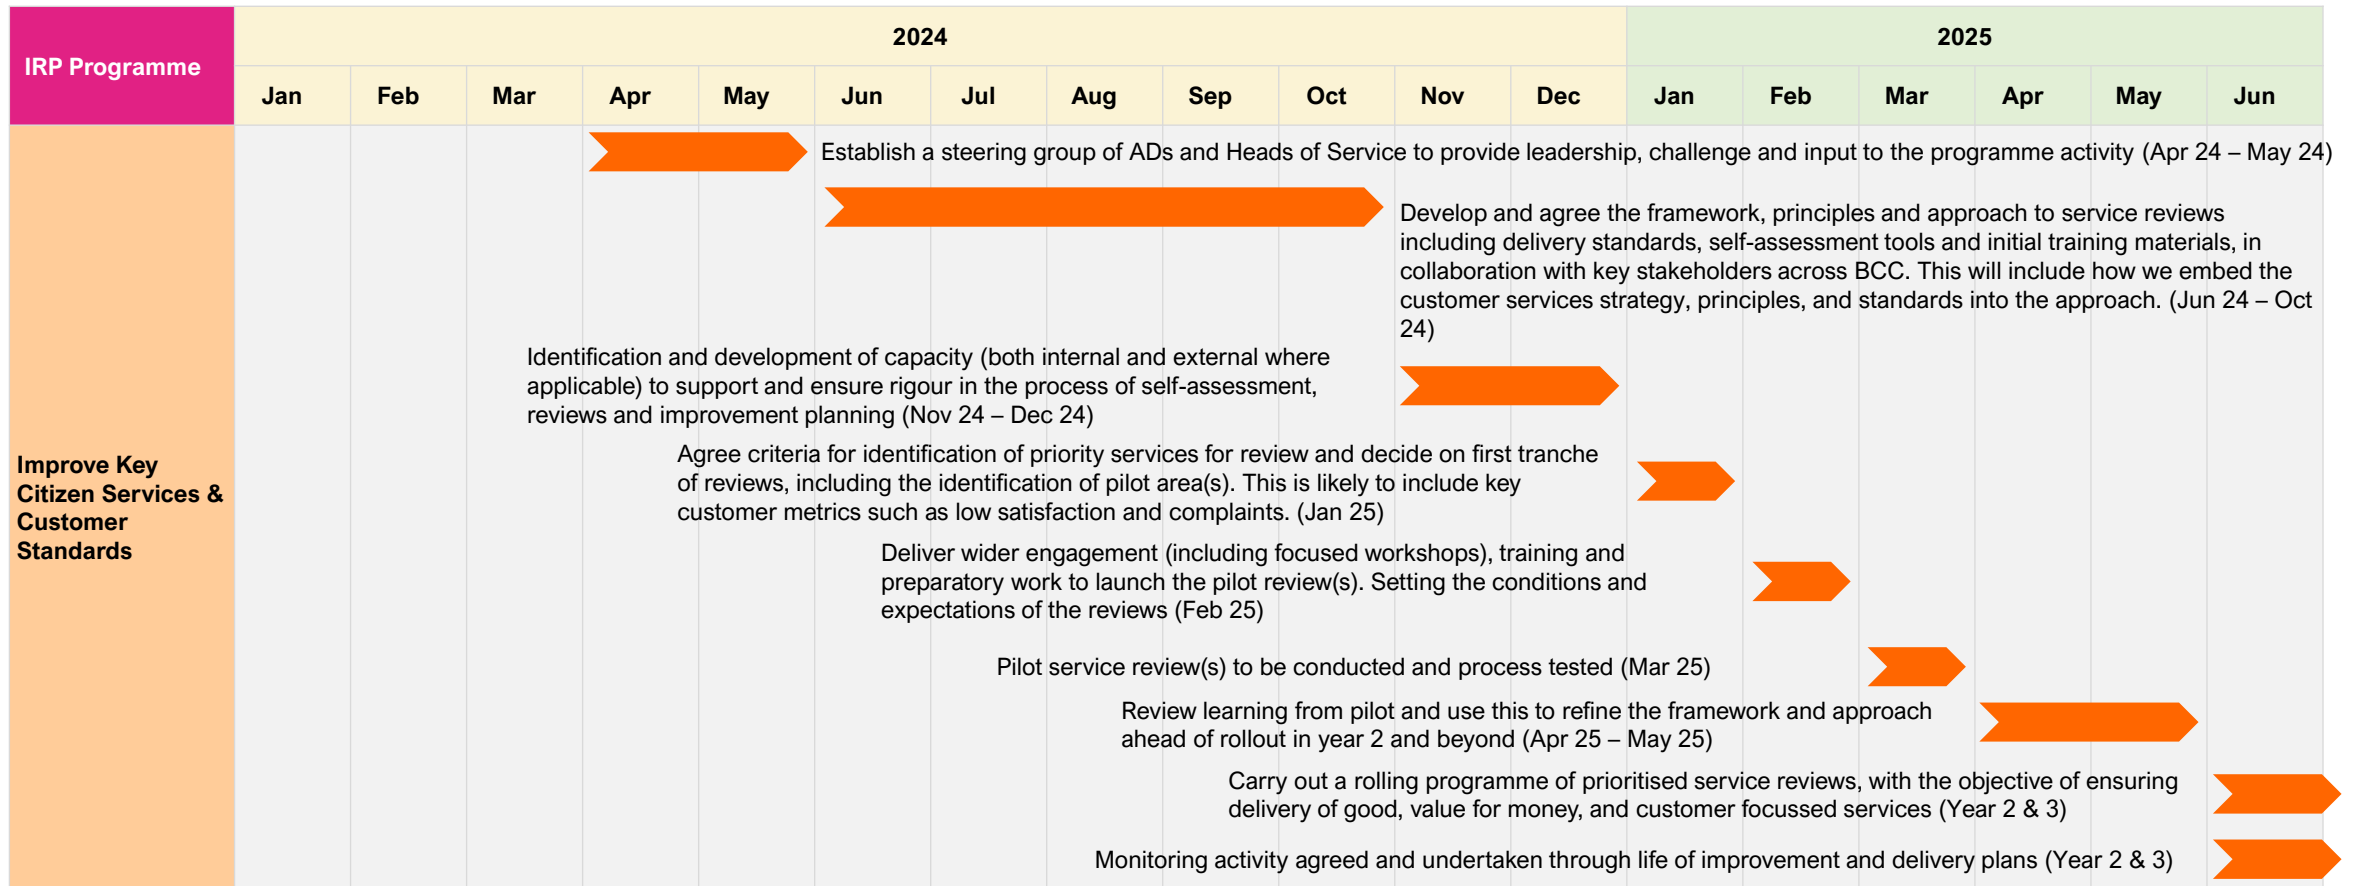 IRP Programme
2024
2025
Jan Feb Mar Apr May Jun Jul Aug Sep Oct Nov Dec Jan Feb Mar Apr May Jun
Improve Key
Citizen Services &
Customer
Standards
Establish a steering group of ADs and Heads of Service to provide leadership, challenge and input to the programme activity (Apr 24 – May 24)
Develop and agree the framework, principles and approach to service reviews
including delivery standards, self-assessment tools and initial training materials, in
collaboration with key stakeholders across BCC. This will include how we embed the
customer services strategy, principles, and standards into the approach. (Jun 24 – Oct
24)
Identification and development of capacity (both internal and external where
applicable) to support and ensure rigour in the process of self-assessment,
reviews and improvement planning (Nov 24 – Dec 24)
Agree criteria for identification of priority services for review and decide on first tranche
of reviews, including the identification of pilot area(s). This is likely to include key
customer metrics such as low satisfaction and complaints. (Jan 25)
Deliver wider engagement (including focused workshops), training and
preparatory work to launch the pilot review(s). Setting the conditions and
expectations of the reviews (Feb 25)
Pilot service review(s) to be conducted and process tested (Mar 25)
Review learning from pilot and use this to refine the framework and approach
ahead of rollout in year 2 and beyond (Apr 25 – May 25)
Carry out a rolling programme of prioritised service reviews, with the objective of ensuring
delivery of good, value for money, and customer focussed services (Year 2 & 3)
Monitoring activity agreed and undertaken through life of improvement and delivery plans (Year 2 & 3)